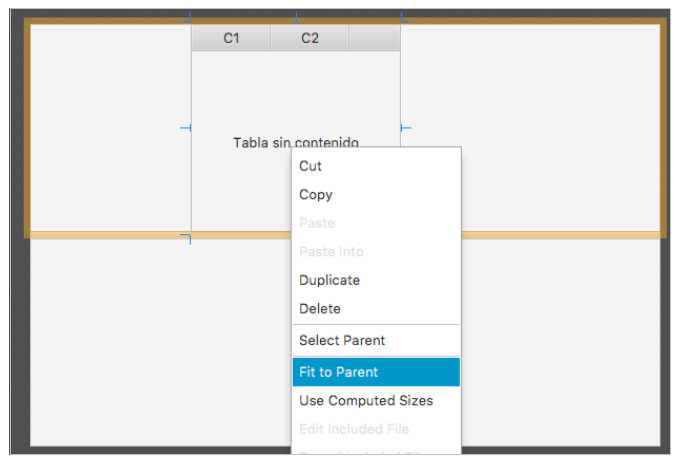 C1 C2
Tabla sin contenido
Cut
Copy
Paste
Paste Into
Duplicate
Delete
Select Parent
Fit to Parent
Use Computed Sizes
Edit Included File